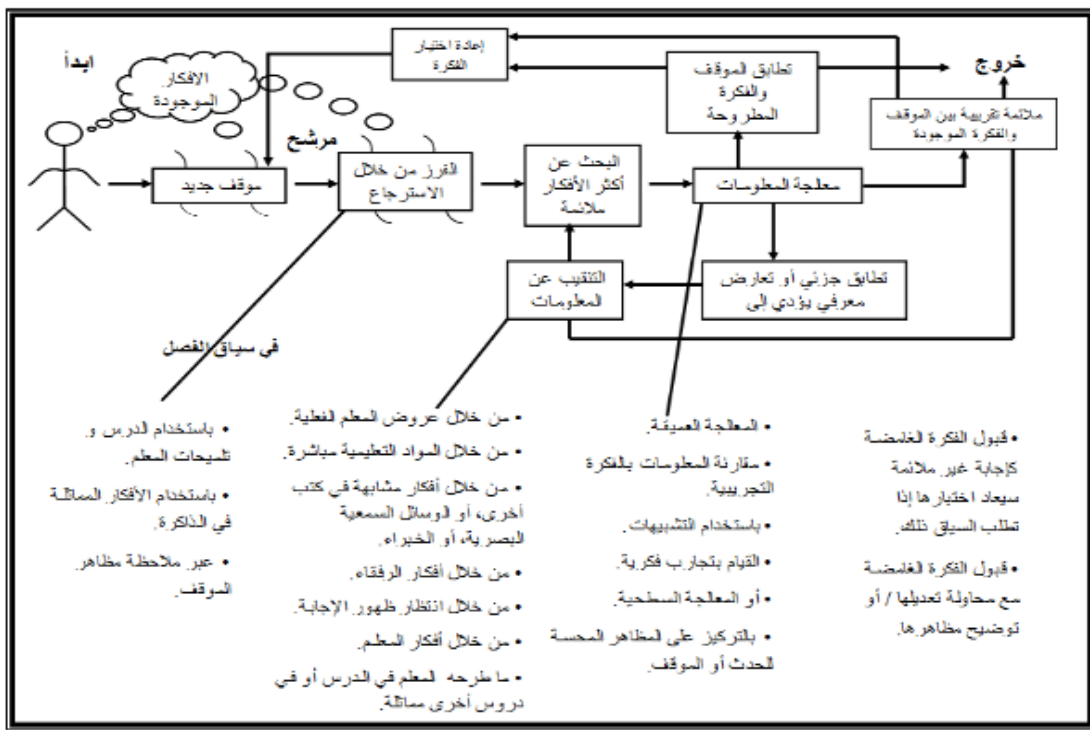 ابدأ
الافكار
الموجودة
إعادة اختيار
الفكرة
تطابق الموقف
والفكرة
المطروحة
خروج
ملائمة تقريبية بين الموقف
والفكرة الموجودة
مرشح
موقف جديد
الفرز من خلال
الاسترجاع
البحث عن
أكثر الأفكار
ملائمة
معالجة المعلومات
التنقيب عن
المعلومات
تطابق جزئي أو تعارض
معرفي يؤدي إلى
في سياق الفصل
• باستخدام الدرس و
تلميحات المعلم.
• باستخدام الأفكار المماثلة
في الذاكرة.
• عبر ملاحظة مظاهر
الموقف.
• من خلال عروض المعلم الفعلية.
• من خلال المواد التعليمية مباشرة.
• من خلال أفكار مشابهة في كتب
أخرى، أو الوسائل السمعية
البصرية، أو الخبراء.
• من خلال أفكار الرفقاء.
• من خلال انتظار ظهور الإجابة.
• من خلال أفكار المعلم.
• ما طرحه المعلم في الدرس أو في
دروس أخرى مماثلة.
• المعالجة العميقة.
• مقارنة المعلومات بالفكرة
التجريبية.
• باستخدام التشبيهات.
• القيام بتجارب فكرية.
• أو المعالجة السطحية.
• بالتركيز على المظاهر المحسة
للحدث أو الموقف.
• قبول الفكرة الغامضة
كإجابة غير ملائمة
سيعاد اختيارها إذا
تطلب السياق ذلك.
• قبول الفكرة الغامضة
مع محاولة تعديلها / أو
توضيح مظاهرها.